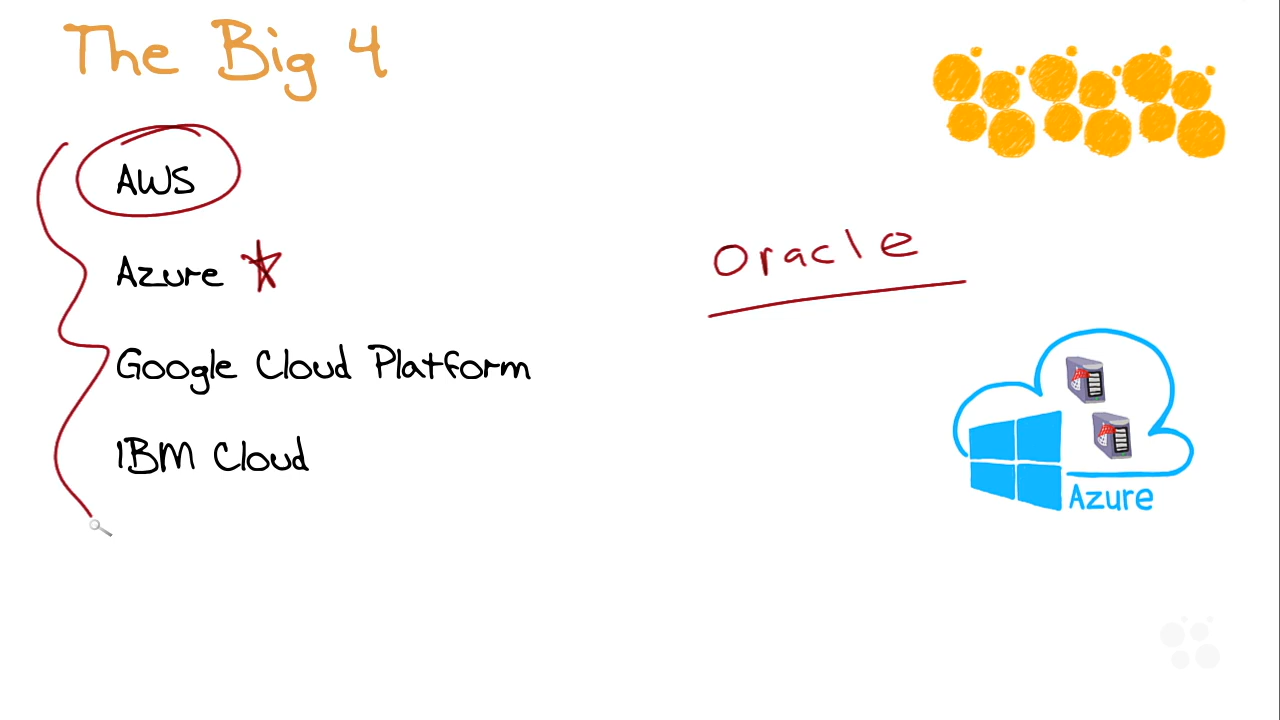 The Big 4
AWS
Azure
Google Cloud Platform
IBM Cloud
Oracle
Azure